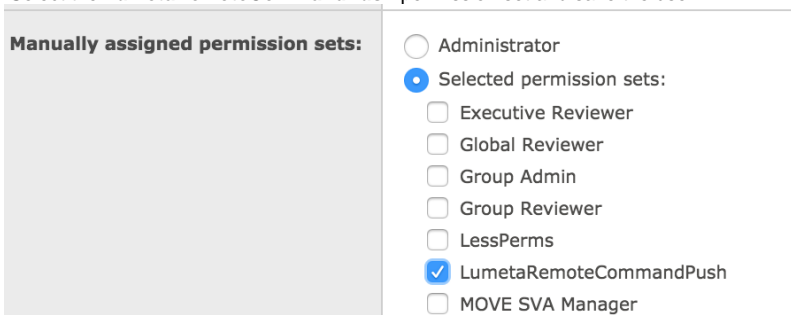 Manually assigned permission sets:
Administrator
Selected permission sets:
Executive Reviewer
Global Reviewer
Group Admin
Group Reviewer
LessPerms
LumetaRemoteCommandPush
MOVE SVA Manager